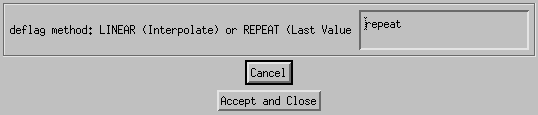 deflag method: LINEAR (Interpolate) or REPEAT (Last Value repeat
Cancel
Accept and Close